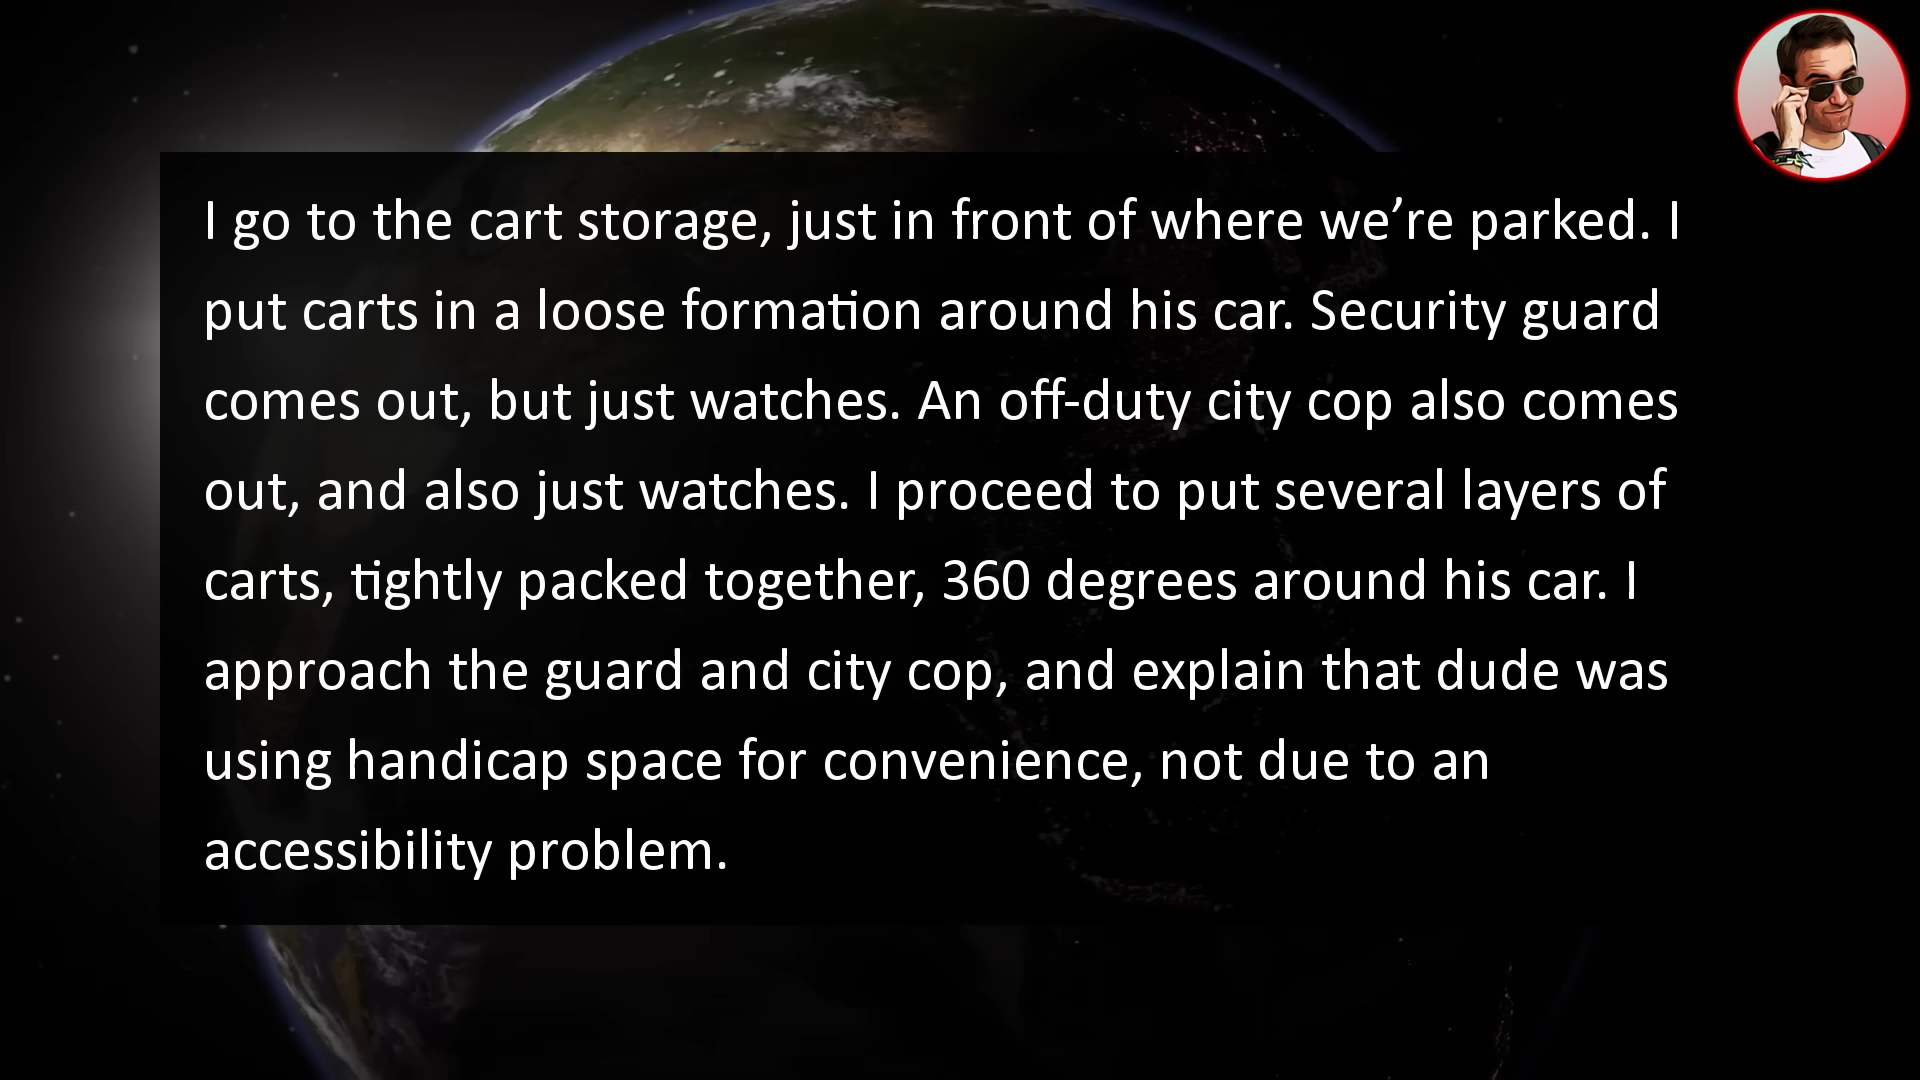 I go to the cart storage, just in front of where we’re parked. I
put carts in a loose formation around his car. Security guard
comes out, but just watches. An off-duty city cop also comes
out, and also just watches. I proceed to put several layers of
carts, tightly packed together, 360 degrees around his car. I
approach the guard and city cop, and explain that dude was
using handicap space for convenience, not due to an
accessibility problem.